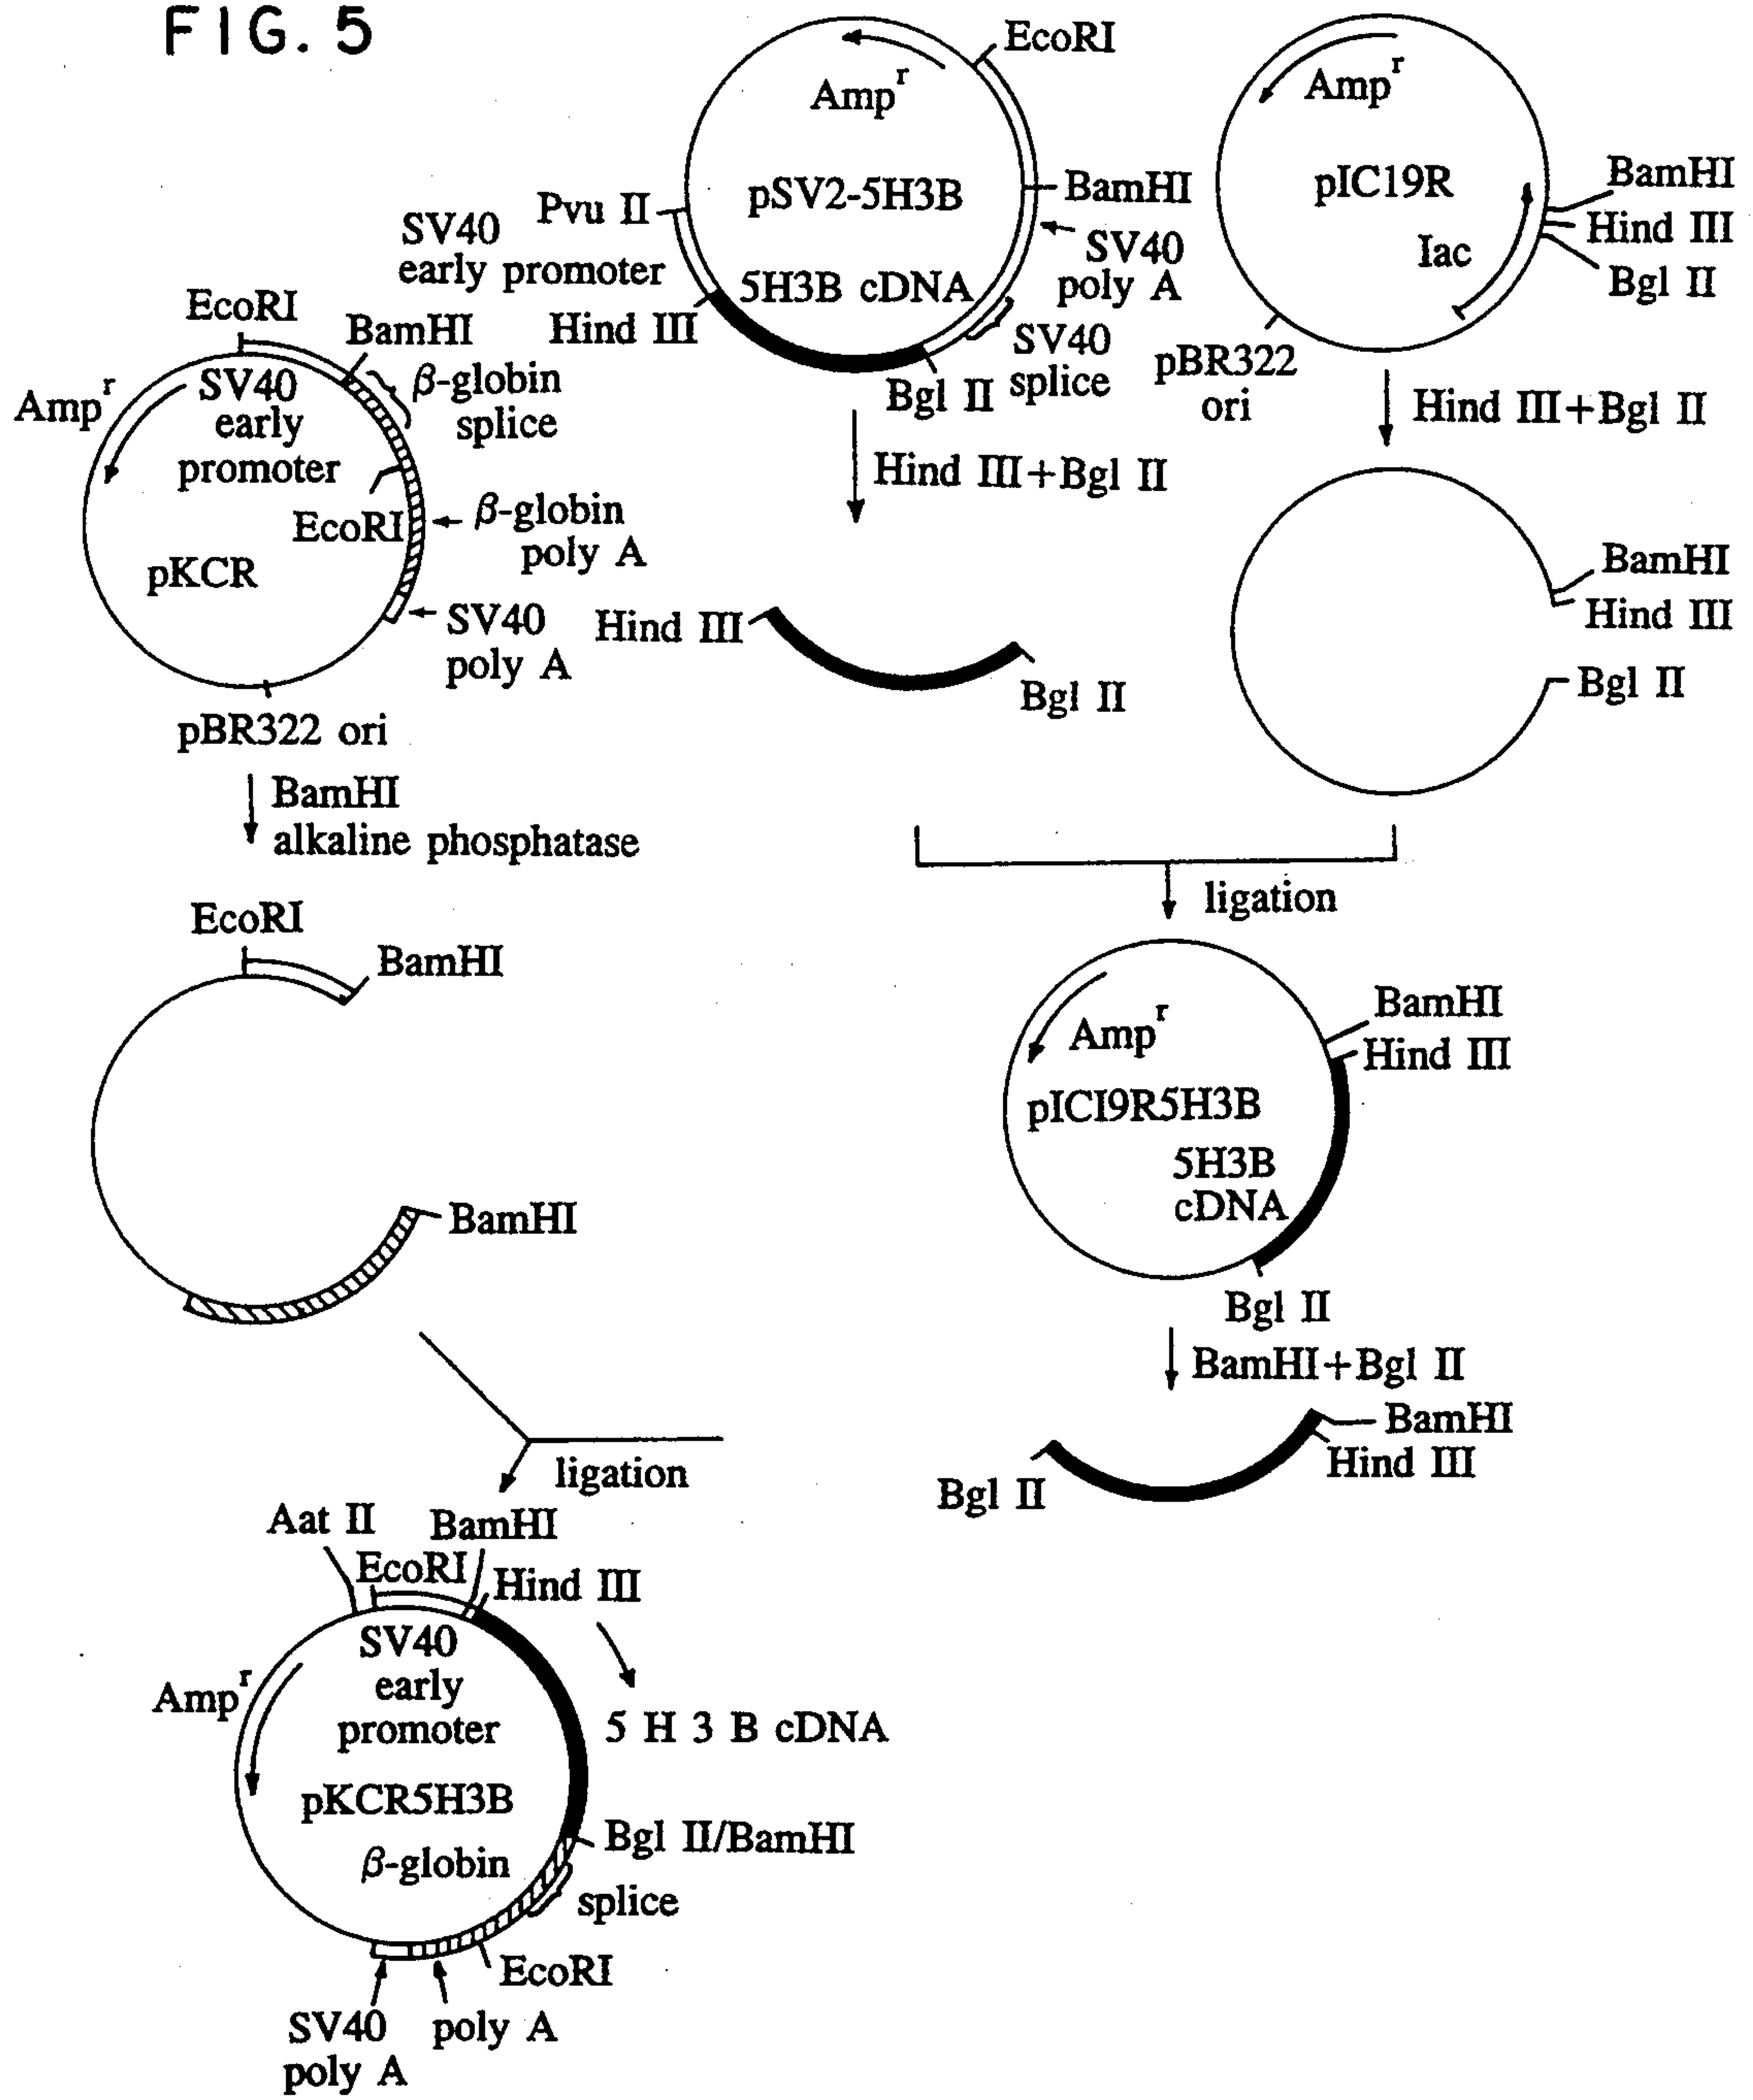 FIG. 5
EcoRI
Amp r
pSV2-5H3B
BamHI
SV40
poly A
Pvu II
SV40
early promoter
5H3B cDNA
Hind III
SV40
splice
Bgl II
Hind III+Bgl II
Hind III
Bgl II
Amp r
pIC19R
BamHI
Hind III
Bgl II
Iac
pBR322
ori
Hind III+Bgl II
BamHI
Hind III
Bgl II
EcoRI
BamHI
Amp r
SV40
early
promoter
β-globin
splice
EcoRI
β-globin
poly A
pKCR
SV40
poly A
pBR322 ori
BamHI
alkaline phosphatase
EcoRI
BamHI
BamHI
ligation
Amp r
BamHI
Hind III
pICI9R5H3B
5H3B
cDNA
Bgl II
BamHI+Bgl II
BamHI
Hind III
Bgl II
ligation
Aat II
BamHI
EcoRI
Hind III
SV40
early
promoter
Amp r
5 H 3 B cDNA
pKCR5H3B
Bgl II/BamHI
β-globin
splice
EcoRI
SV40
poly A
poly A